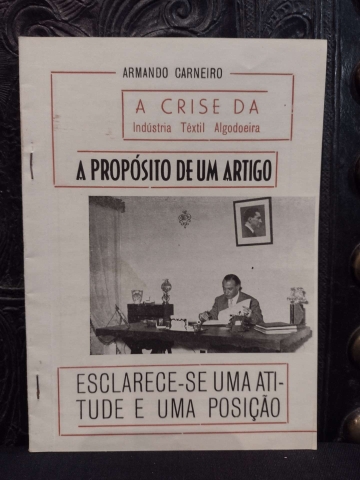 ARMANDO CARNEIRO
A CRISE DA
Indústria Têxtil Algodoeira
A PROPÓSITO DE UM ARTIGO
ESCLARECE-SE UMA ATI-
TUDE E UMA POSIÇÃO